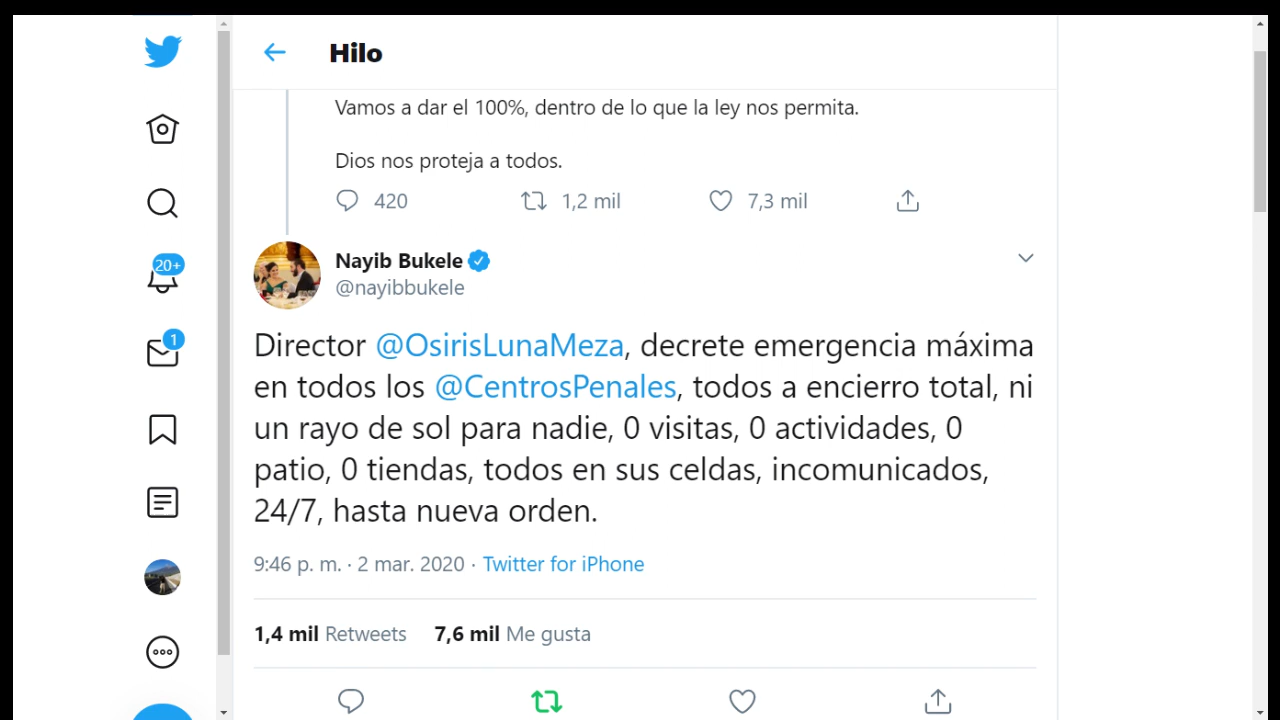 Hilo
Vamos a dar el 100%, dentro de lo que la ley nos permita.
Dios nos proteja a todos.
420 1,2 mil 7,3 mil
20+
1
Nayib Bukele
@nayibbukele
Director @OsirisLunaMeza, decrete emergencia máxima
en todos los @CentrosPenales, todos a encierro total, ni
un rayo de sol para nadie, 0 visitas, 0 actividades, 0
patio, 0 tiendas, todos en sus celdas, incomunicados,
24/7, hasta nueva orden.
9:46 p. m. · 2 mar. 2020 · Twitter for iPhone
1,4 mil Retweets 7,6 mil Me gusta